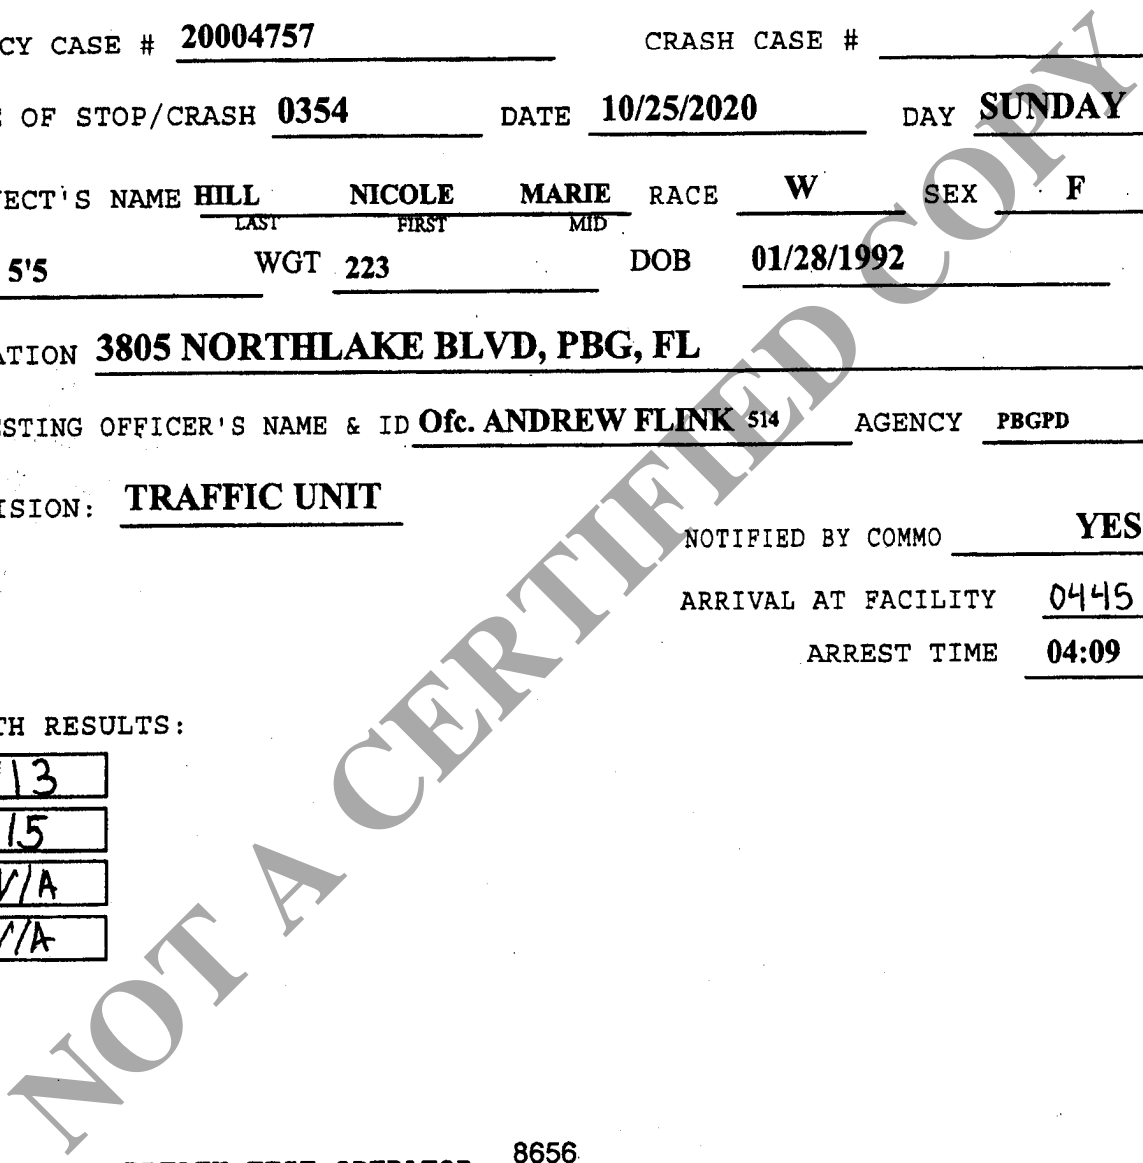 CY CASE # 20004757 CRASH CASE #
E OF STOP/CRASH 0354 DATE 10/25/2020 DAY SUNDAY
ECT'S NAME HILL NICOLE MARIE RACE W SEX F
LAST FIRST MID
5'5 WGT 223 DOB 01/28/1992
ATION 3805 NORTHLAKE BLVD, PBG, FL
ESTING OFFICER'S NAME & ID Ofc. ANDREW FLINK 514 AGENCY PBGPD
ISION: TRAFFIC UNIT
NOTIFIED BY COMMO YES
ARRIVAL AT FACILITY 0445
ARREST TIME 04:09
TH RESULTS:
13
15
N/A
N/A
8656
NOT A CERTIFIED COPY